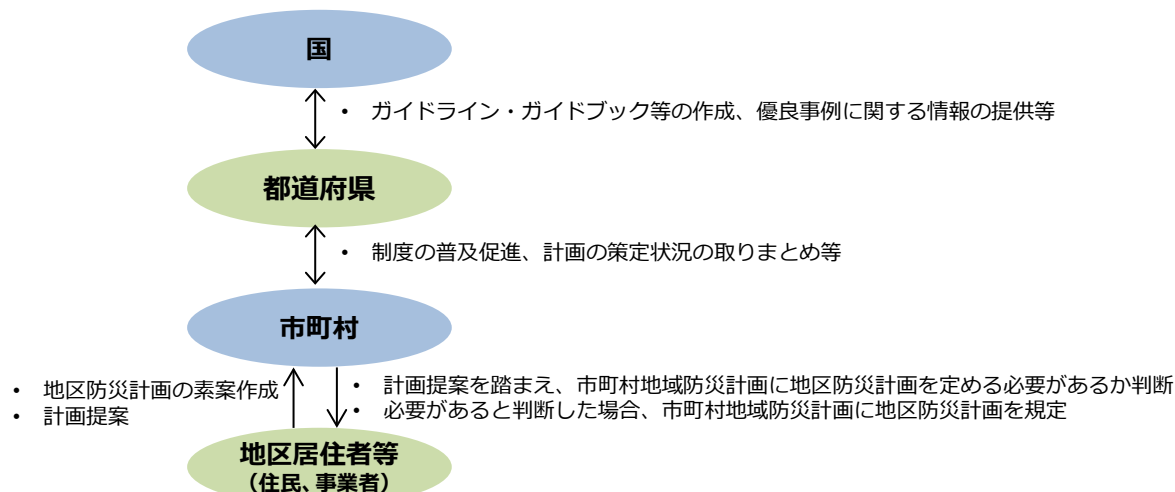 国
• ガイドライン・ガイドブック等の作成、優良事例に関する情報の提供等
都道府県
• 制度の普及促進、計画の策定状況の取りまとめ等
市町村
• 地区防災計画の素案作成
• 計画提案
• 計画提案を踏まえ、市町村地域防災計画に地区防災計画を定める必要があるか判断
• 必要があると判断した場合、市町村地域防災計画に地区防災計画を規定
地区居住者等
（住民、事業者）